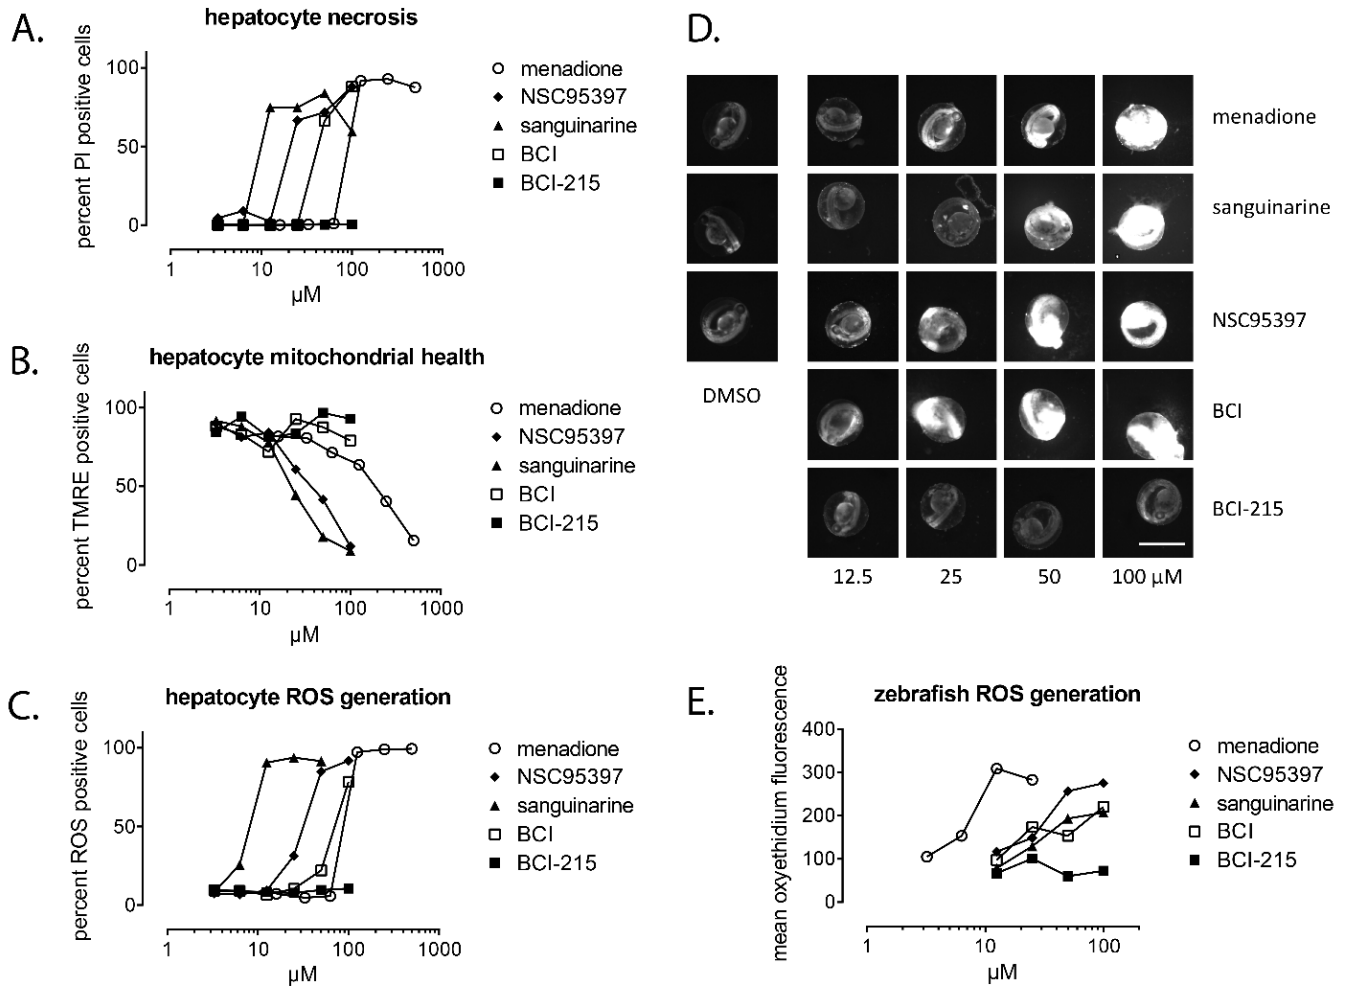 A.
hepatocyte necrosis
percent PI positive cells
100
50
0
1
10
100
1000
µM
menadione
NSC95397
sanguinarine
BCI
BCI-215
B.
hepatocyte mitochondrial health
percent TMRE positive cells
100
50
0
1
10
100
1000
µM
menadione
NSC95397
sanguinarine
BCI
BCI-215
C.
hepatocyte ROS generation
percent ROS positive cells
100
50
0
1
10
100
1000
µM
menadione
NSC95397
sanguinarine
BCI
BCI-215
D.
menadione
sanguinarine
NSC95397
DMSO
BCI
BCI-215
12.5
25
50
100 µM
E.
zebrafish ROS generation
mean oxyethidium fluorescence
400
300
200
100
0
1
10
100
µM
menadione
NSC95397
sanguinarine
BCI
BCI-215